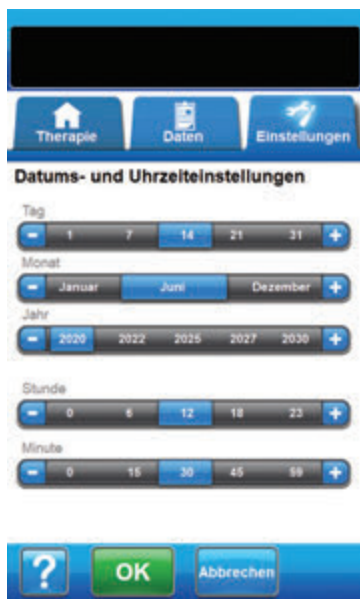 Therapie Daten Einstellungen
Datums- und Uhrzeiteinstellungen
Tag
- 1 7 14 21 31 +
Monat
- Januar Juni Dezember +
Jahr
- 2020 2022 2025 2027 2030 +
Stunde
- 0 6 12 18 23 +
Minute
- 0 15 30 45 59 +
? OK Abbrechen